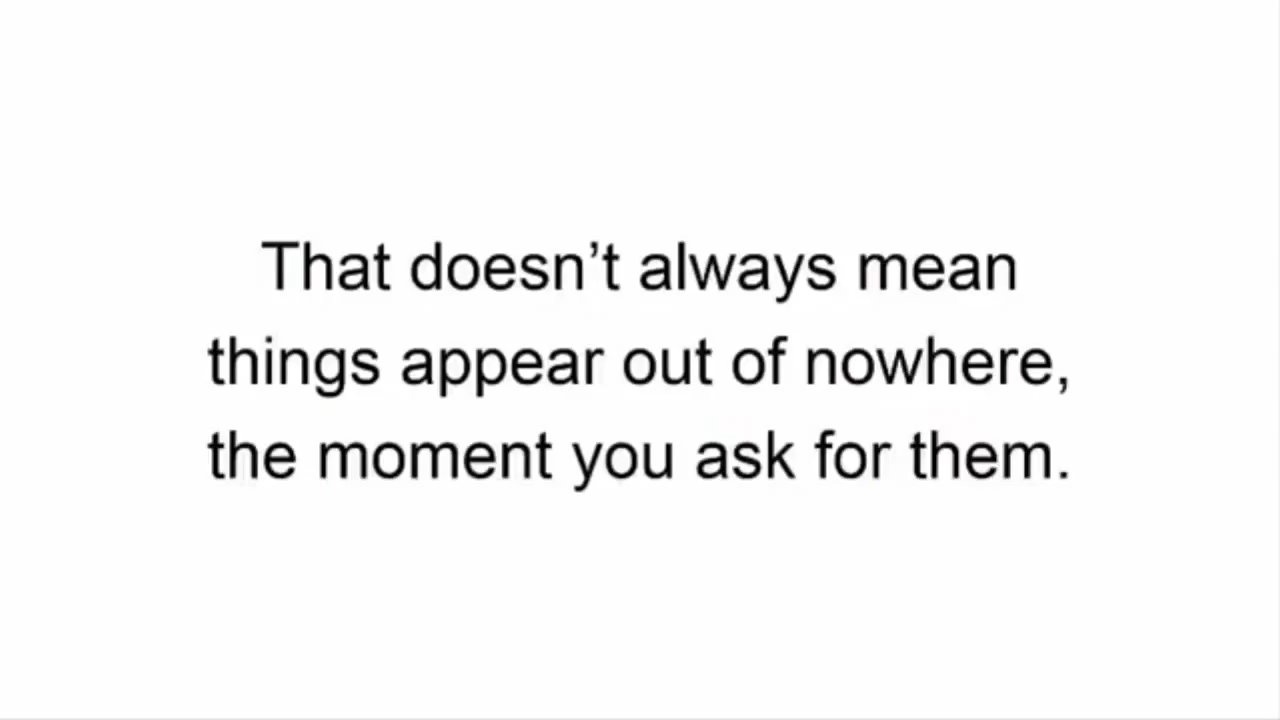 That doesn’t always mean
things appear out of nowhere,
the moment you ask for them.